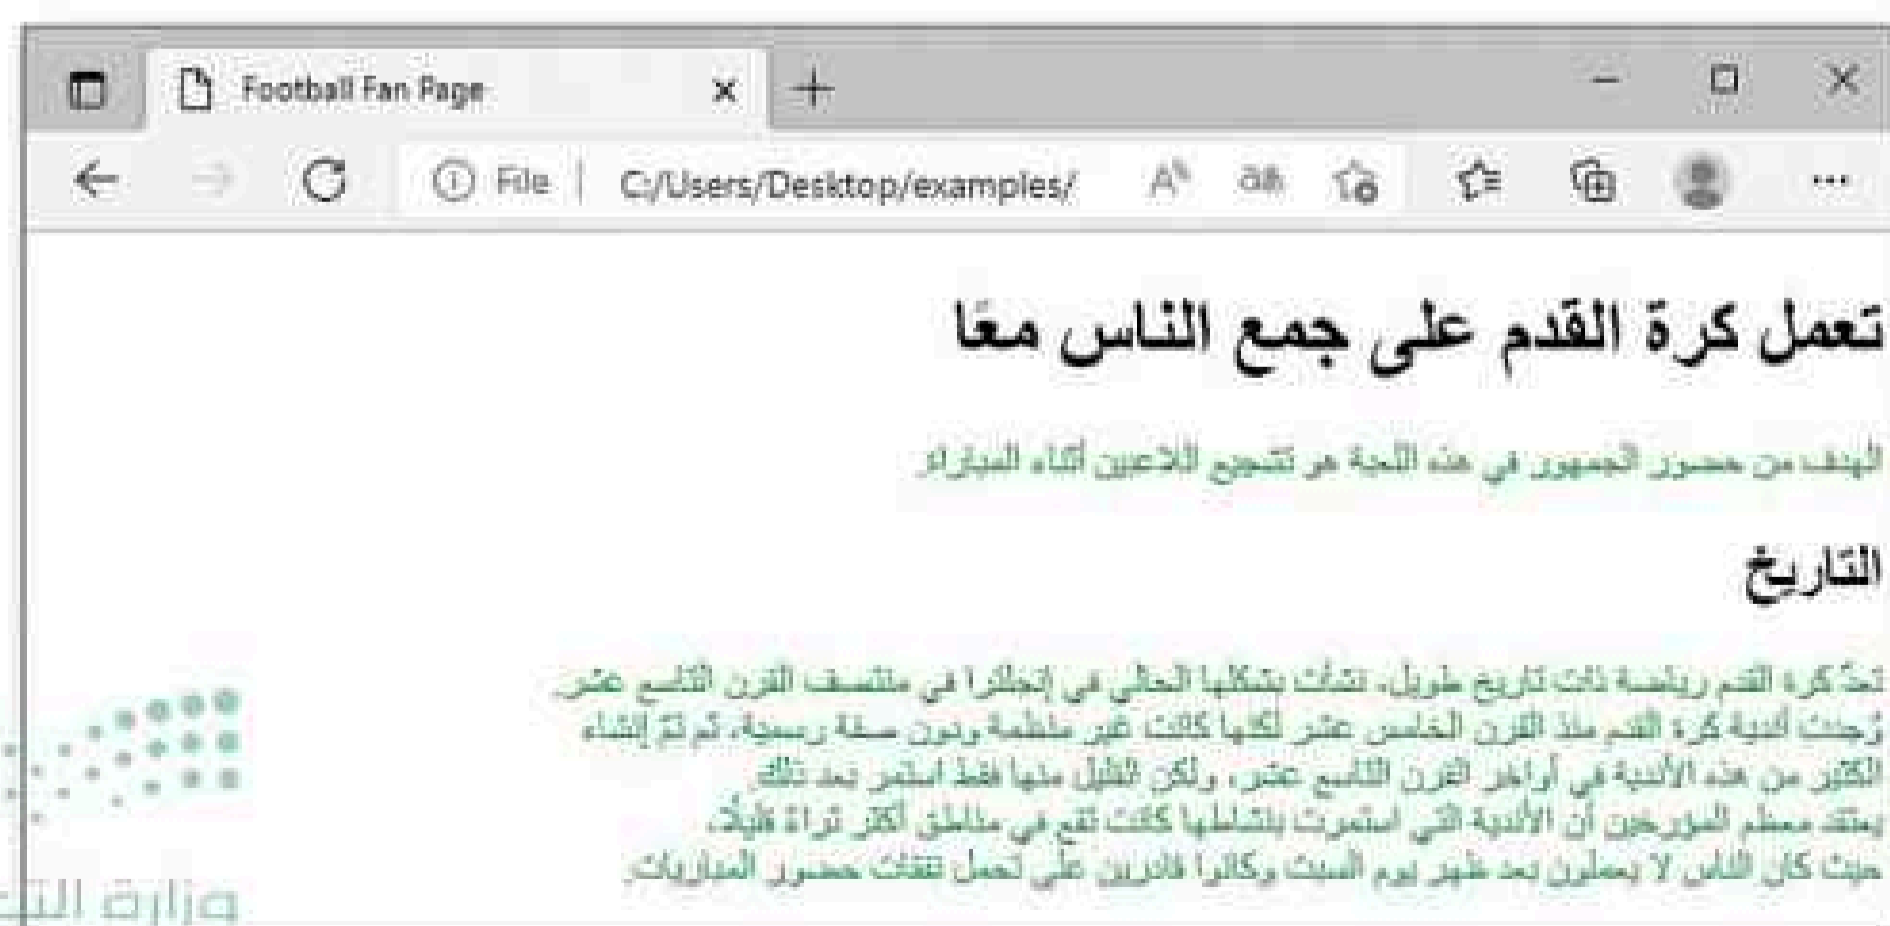 Football Fan Page
File C:/Users/Desktop/examples/
تعمل كرة القدم على جمع الناس معًا
الهدف من حضور الجمهور في هذه اللعبة هو تشجيع اللاعبين أثناء المباراة.
التاريخ
تعدّ كرة القدم رياضة ذات تاريخ طويل، نشأت بشكلها الحالي في إنجلترا في منتصف القرن التاسع عشر.
وُجدت أندية كرة القدم منذ القرن الخامس عشر لكنها كانت غير منظمة ودون صفة رسمية، ثم تمّ إنشاء
الكثير من هذه الأندية في أواخر القرن التاسع عشر، ولكن القليل منها فقط استمر بعد ذلك.
يعتقد معظم المؤرخين أن الأندية التي استمرت بنشاطها كانت تقع في مناطق أكثر ثراءً قليلًا،
حيث كان الناس لا يعملون بعد ظهر يوم السبت وكانوا قادرين على تحمل نفقات حضور المباريات.
وزارة التع